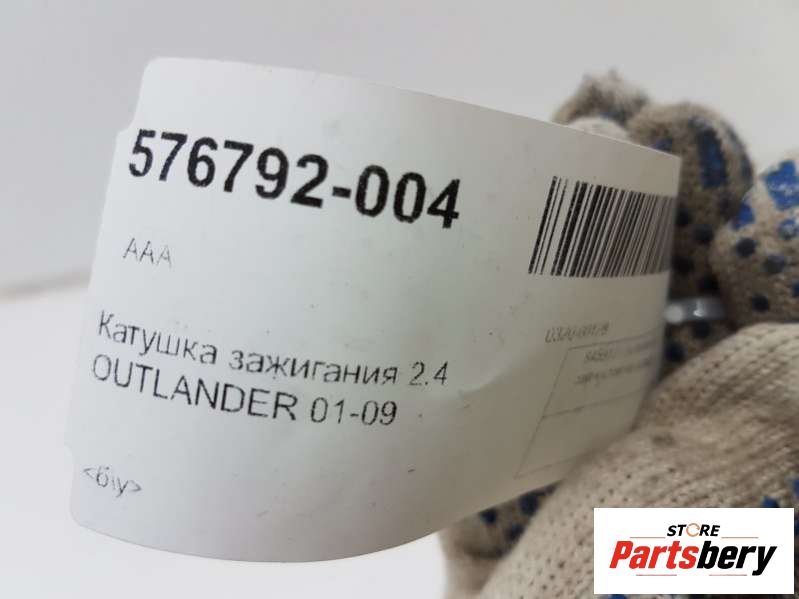 576792-004
AAA
Катушка зажигания 2.4
OUTLANDER 01-09
<б\у>
STORE
Partsbery